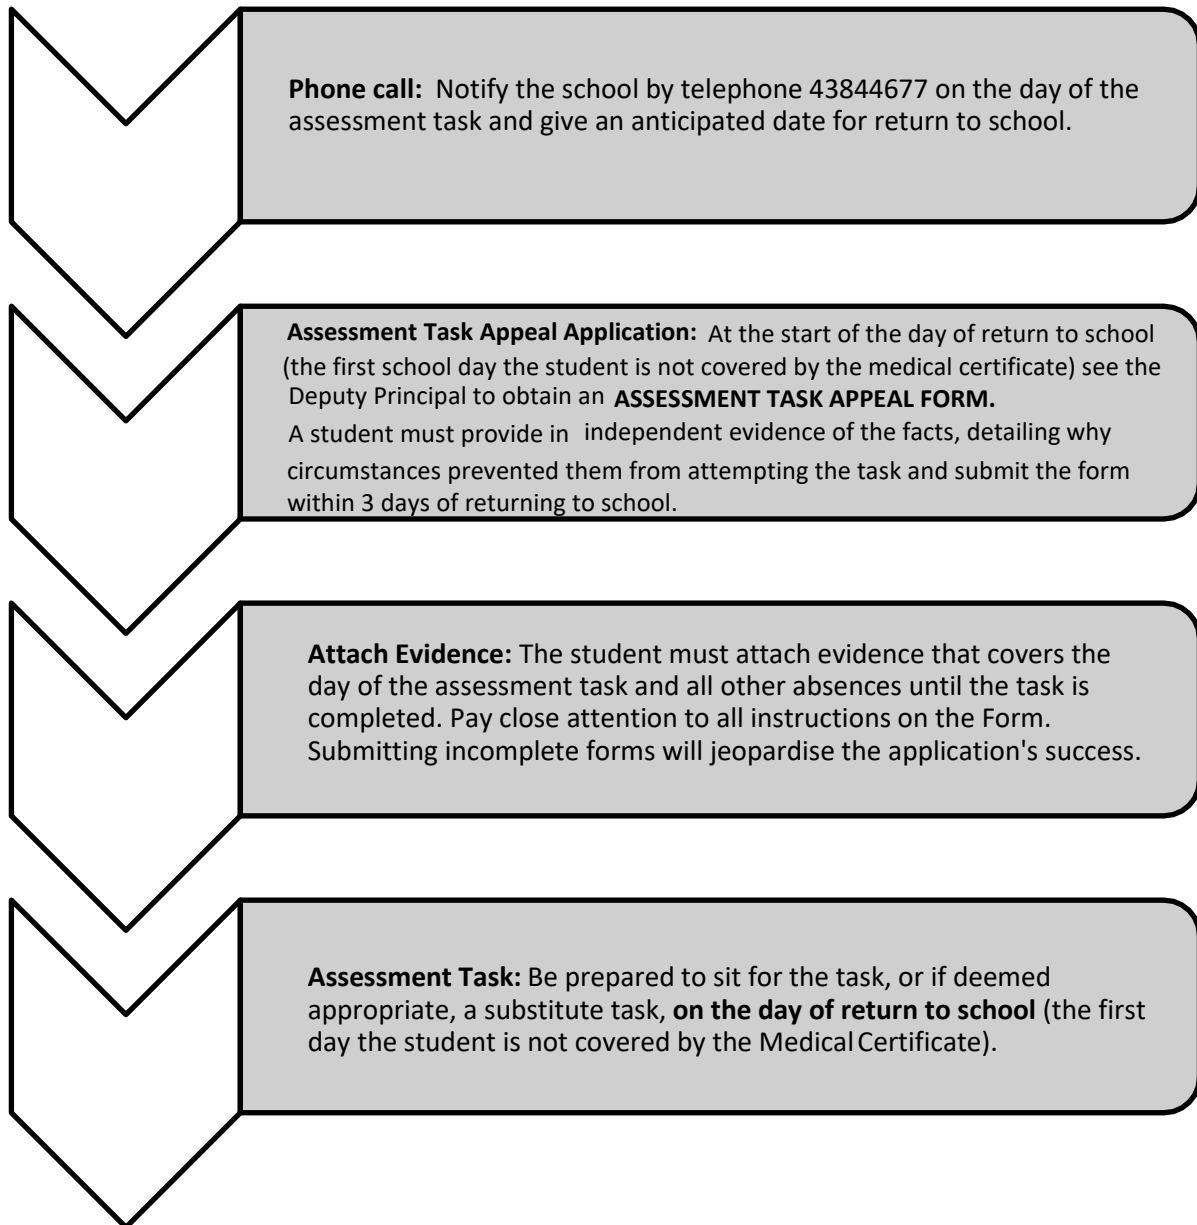 Phone call: Notify the school by telephone 43844677 on the day of the
assessment task and give an anticipated date for return to school.
Assessment Task Appeal Application: At the start of the day of return to school
(the first school day the student is not covered by the medical certificate) see the
Deputy Principal to obtain an ASSESSMENT TASK APPEAL FORM.
A student must provide in independent evidence of the facts, detailing why
circumstances prevented them from attempting the task and submit the form
within 3 days of returning to school.
Attach Evidence: The student must attach evidence that covers the
day of the assessment task and all other absences until the task is
completed. Pay close attention to all instructions on the Form.
Submitting incomplete forms will jeopardise the application's success.
Assessment Task: Be prepared to sit for the task, or if deemed
appropriate, a substitute task, on the day of return to school (the first
day the student is not covered by the Medical Certificate).